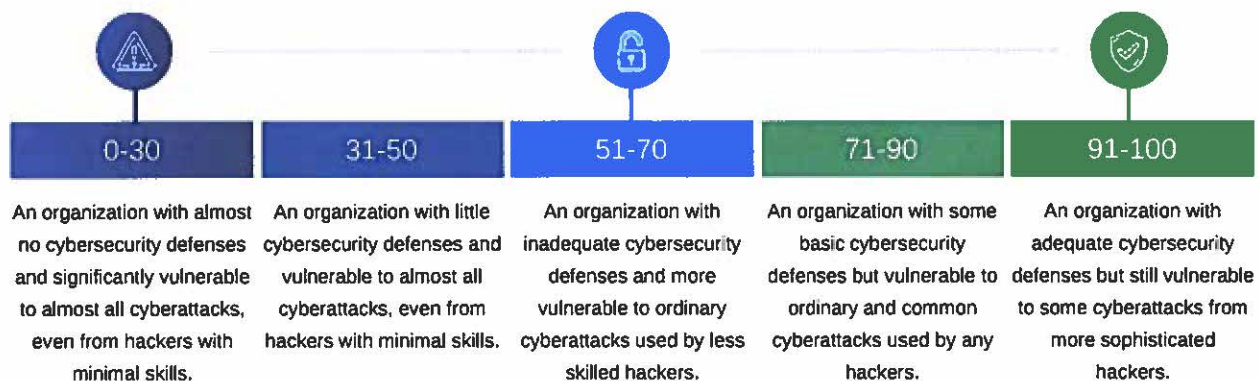 0-30
An organization with almost
no cybersecurity defenses
and significantly vulnerable
to almost all cyberattacks,
even from hackers with
minimal skills.
31-50
An organization with little
cybersecurity defenses and
vulnerable to almost all
cyberattacks, even from
hackers with minimal skills.
51-70
An organization with
inadequate cybersecurity
defenses and more
vulnerable to ordinary
cyberattacks used by less
skilled hackers.
71-90
An organization with some
basic cybersecurity
defenses but vulnerable to
ordinary and common
cyberattacks used by any
hackers.
91-100
An organization with
adequate cybersecurity
defenses but still vulnerable
to some cyberattacks from
more sophisticated
hackers.